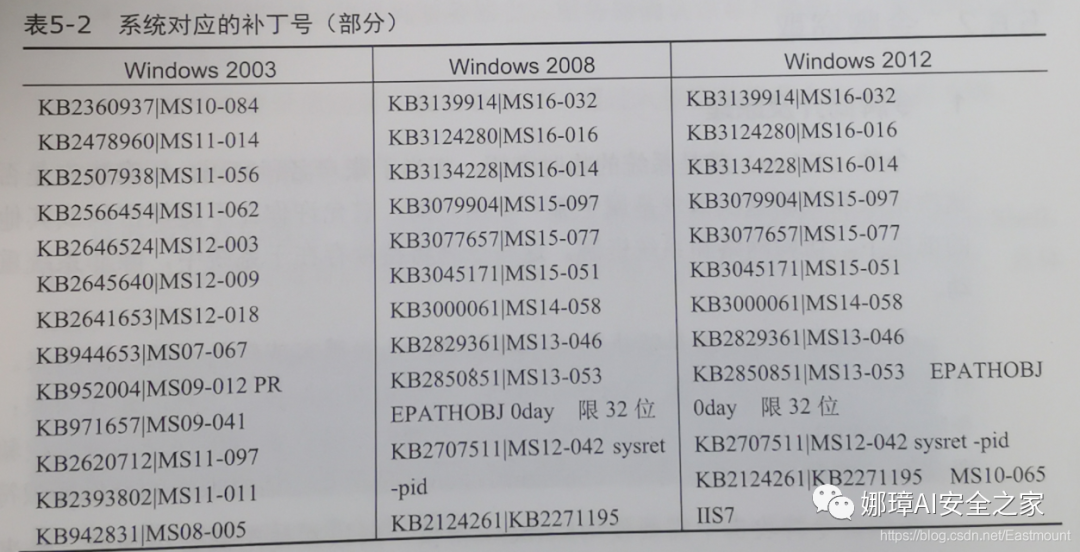 表5-2 系统对应的补丁号（部分）
Windows 2003
KB2360937|MS10-084
KB2478960|MS11-014
KB2507938|MS11-056
KB2566454|MS11-062
KB2646524|MS12-003
KB2645640|MS12-009
KB2641653|MS12-018
KB944653|MS07-067
KB952004|MS09-012 PR
KB971657|MS09-041
KB2620712|MS11-097
KB2393802|MS11-011
KB942831|MS08-005
Windows 2008
KB3139914|MS16-032
KB3124280|MS16-016
KB3134228|MS16-014
KB3079904|MS15-097
KB3077657|MS15-077
KB3045171|MS15-051
KB3000061|MS14-058
KB2829361|MS13-046
KB2850851|MS13-053
EPATHOBJ 0day 限 32 位
KB2707511|MS12-042 sysret
-pid
KB2124261|KB2271195
Windows 2012
KB3139914|MS16-032
KB3124280|MS16-016
KB3134228|MS16-014
KB3079904|MS15-097
KB3077657|MS15-077
KB3045171|MS15-051
KB3000061|MS14-058
KB2829361|MS13-046
KB2850851|MS13-053 EPATHOBJ
0day 限 32 位
KB2707511|MS12-042 sysret -pid
KB2124261|KB2271195 MS10-065
IIS7
娜璋AI安全之家
https://blog.csdn.net/Eastmount